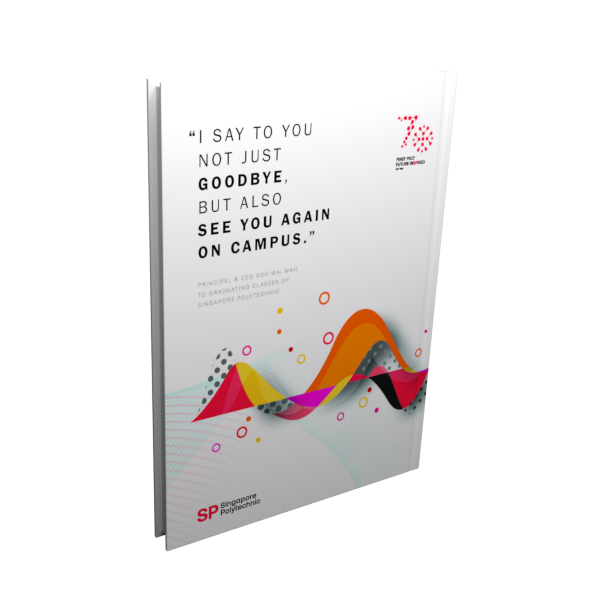 “I SAY TO YOU
NOT JUST
GOODBYE,
BUT ALSO
SEE YOU AGAIN
ON CAMPUS.”
PRINCIPAL & CEO SOH WAI WAH
TO GRADUATING CLASSES OF
SINGAPORE POLYTECHNIC
70
FIRST POLY
FUTURE INSPIRED
SP Singapore
Polytechnic